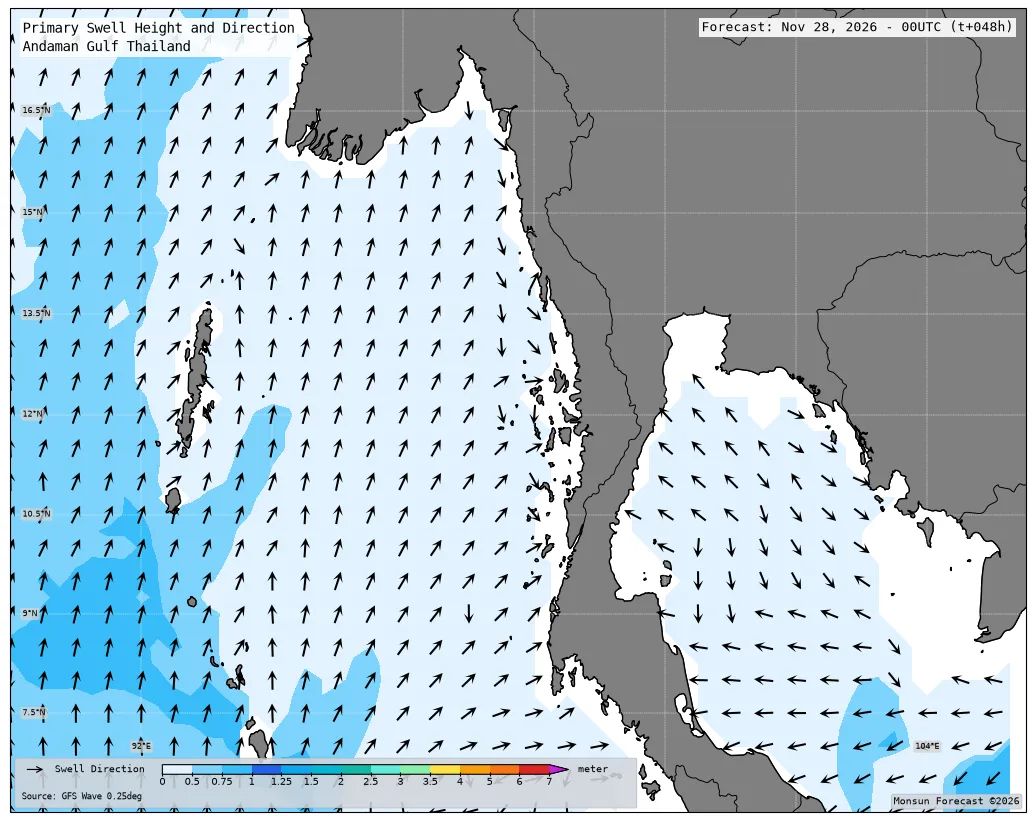 Primary Swell Height and Direction
Andaman Gulf Thailand
Forecast: Nov 28, 2026 - 00UTC (t+048h)
16.5°N
15°N
13.5°N
12°N
10.5°N
9°N
7.5°N
92°E
104°E
Swell Direction
meter
0 0.5 0.75 1 1.25 1.5 2 2.5 3 3.5 4 5 6 7
Source: GFS Wave 0.25deg
Monsun Forecast ©2026